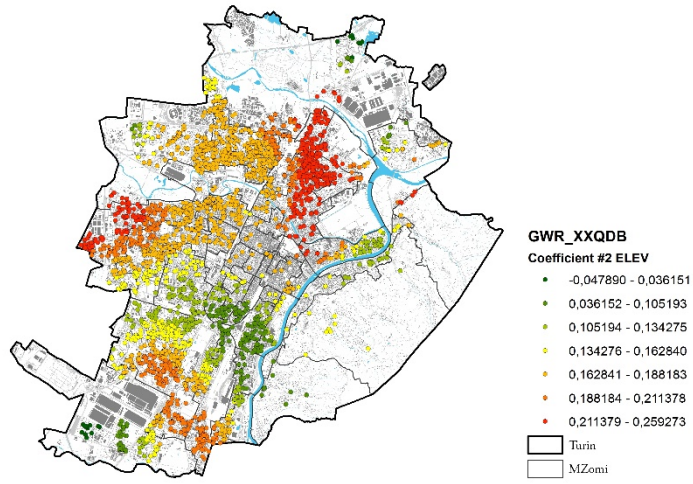 GWR_XXQDB
Coefficient #2 ELEV
-0,047890 - 0,036151
0,036152 - 0,105193
0,105194 - 0,134275
0,134276 - 0,162840
0,162841 - 0,188183
0,188184 - 0,211378
0,211379 - 0,259273
Turin
MZomi